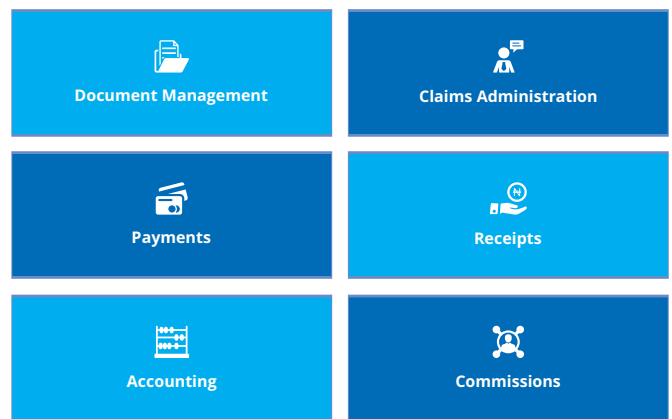 Document Management
Claims Administration
Payments
₦
Receipts
Accounting
Commissions